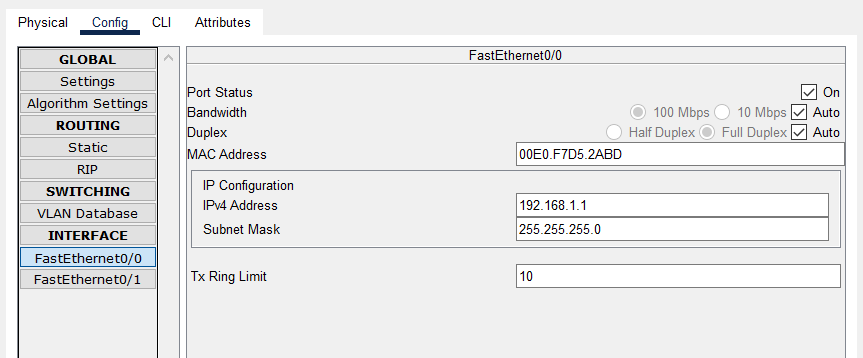 Physical Config CLI Attributes
GLOBAL
Settings
Algorithm Settings
ROUTING
Static
RIP
SWITCHING
VLAN Database
INTERFACE
FastEthernet0/0
FastEthernet0/1
FastEthernet0/0
Port Status On
Bandwidth 100 Mbps 10 Mbps Auto
Duplex Half Duplex Full Duplex Auto
MAC Address 00E0.F7D5.2ABD
IP Configuration
IPv4 Address 192.168.1.1
Subnet Mask 255.255.255.0
Tx Ring Limit 10